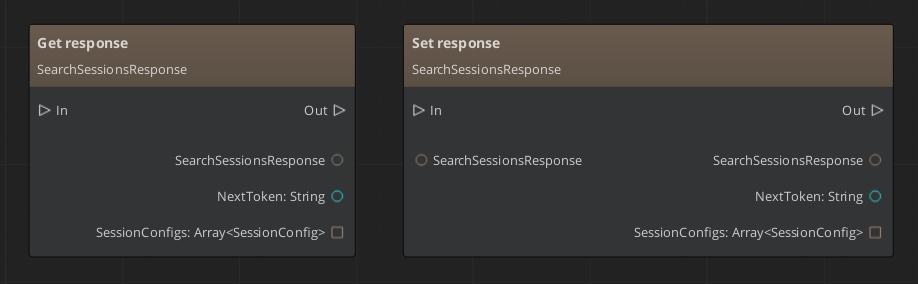 Get response
SearchSessionsResponse
In
Out
SearchSessionsResponse
NextToken: String
SessionConfigs: Array<SessionConfig>
Set response
SearchSessionsResponse
In
Out
SearchSessionsResponse
SearchSessionsResponse
NextToken: String
SessionConfigs: Array<SessionConfig>